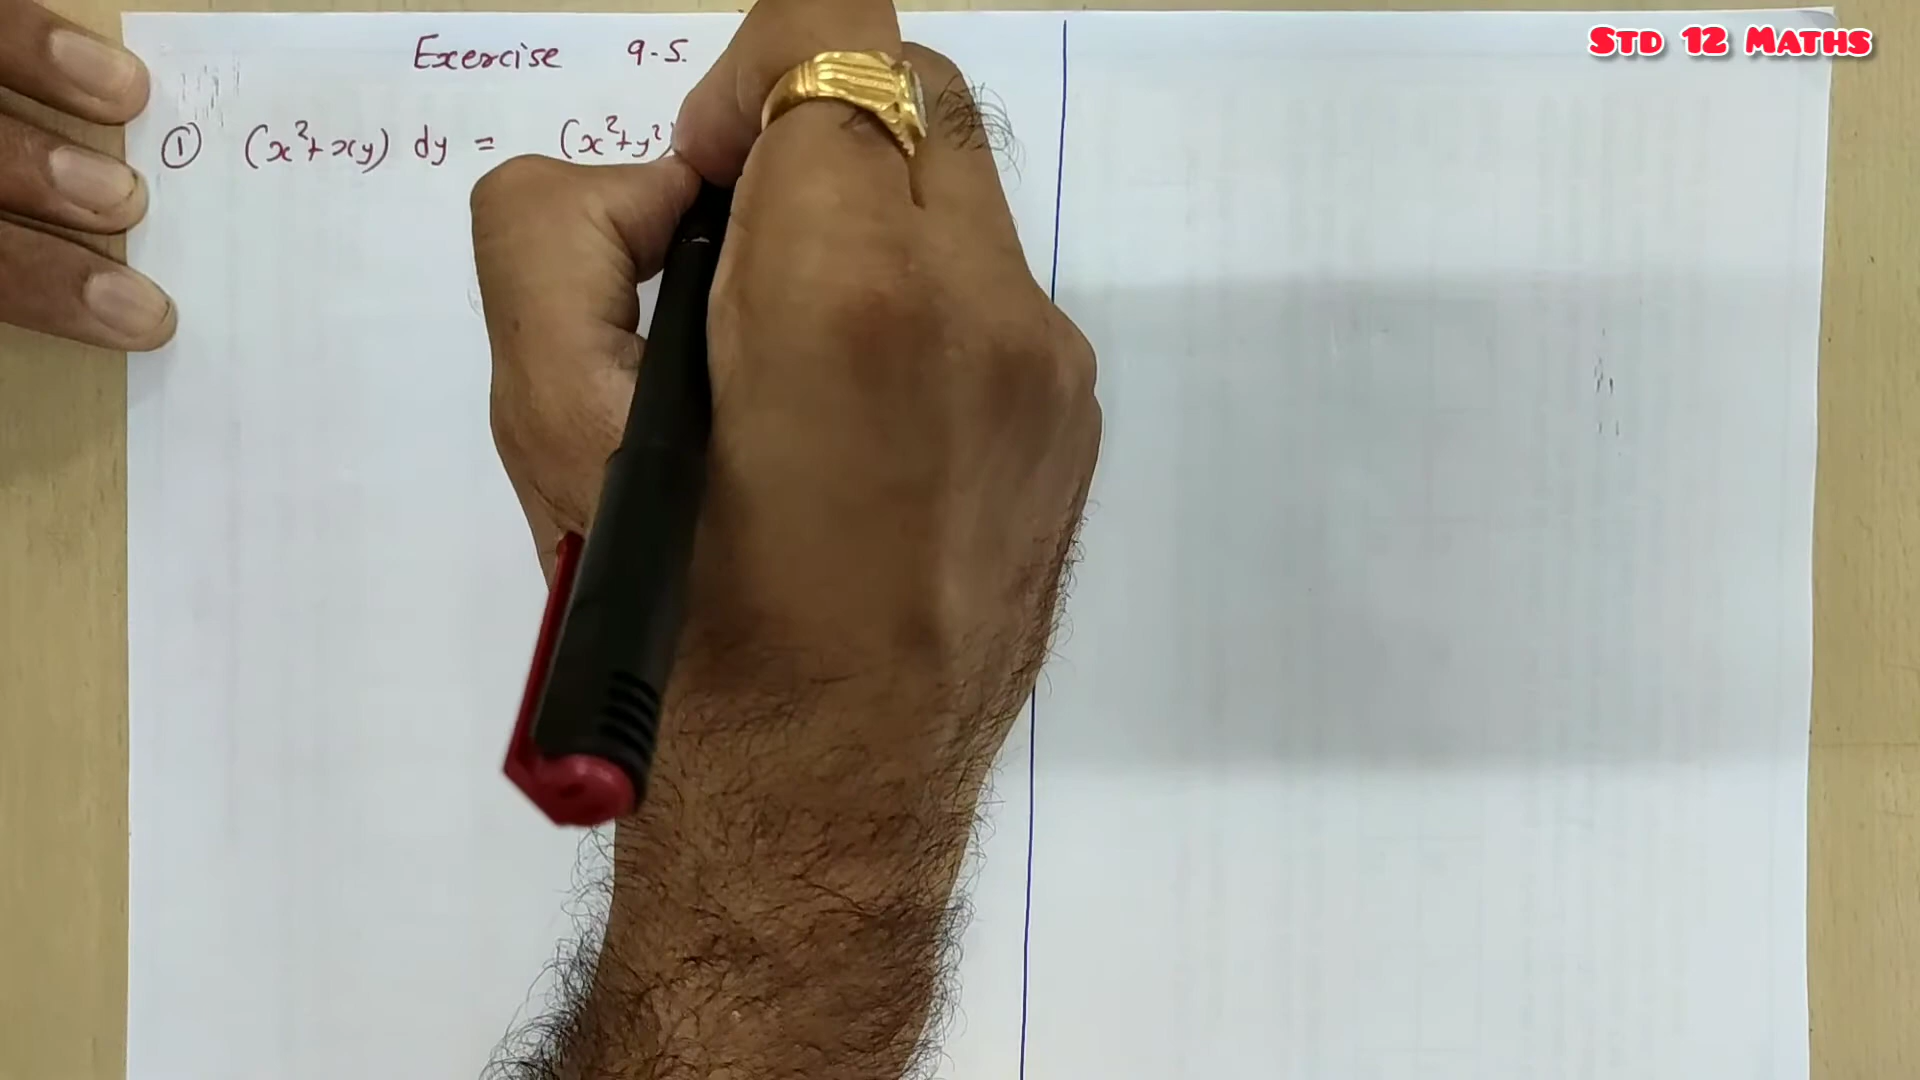 Std 12 Maths
Exercise 9.5.
① (x²+xy) dy = (x²+y²)